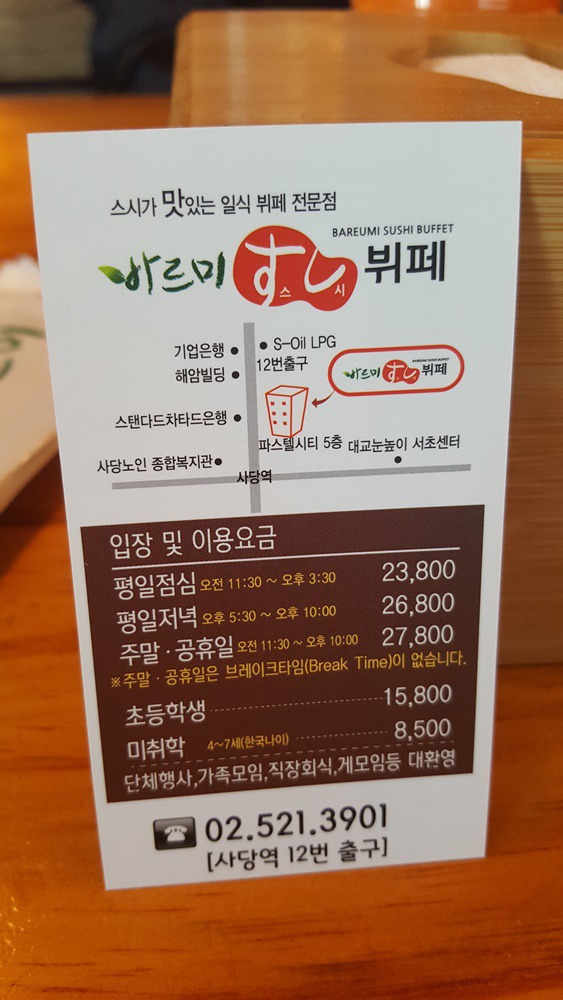 스시가 맛있는 일식 뷔페 전문점
BAREUMI SUSHI BUFFET
바르미 すし 스시 뷔페
기업은행
S-Oil LPG
해암빌딩
12번출구
BAREUMI SUSHI BUFFET
바르미 すし 뷔페
스탠다드차타드은행
파스텔시티 5층
대교눈높이 서초센터
사당노인 종합복지관
사당역
입장 및 이용요금
평일점심 오전 11:30 ~ 오후 3:30 23,800
평일저녁 오후 5:30 ~ 오후 10:00 26,800
주말 · 공휴일 오전 11:30 ~ 오후 10:00 27,800
※주말 · 공휴일은 브레이크타임(Break Time)이 없습니다.
초등학생 15,800
미취학 4~7세(한국나이) 8,500
단체행사,가족모임,직장회식,계모임등 대환영
02.521.3901
[사당역 12번 출구]